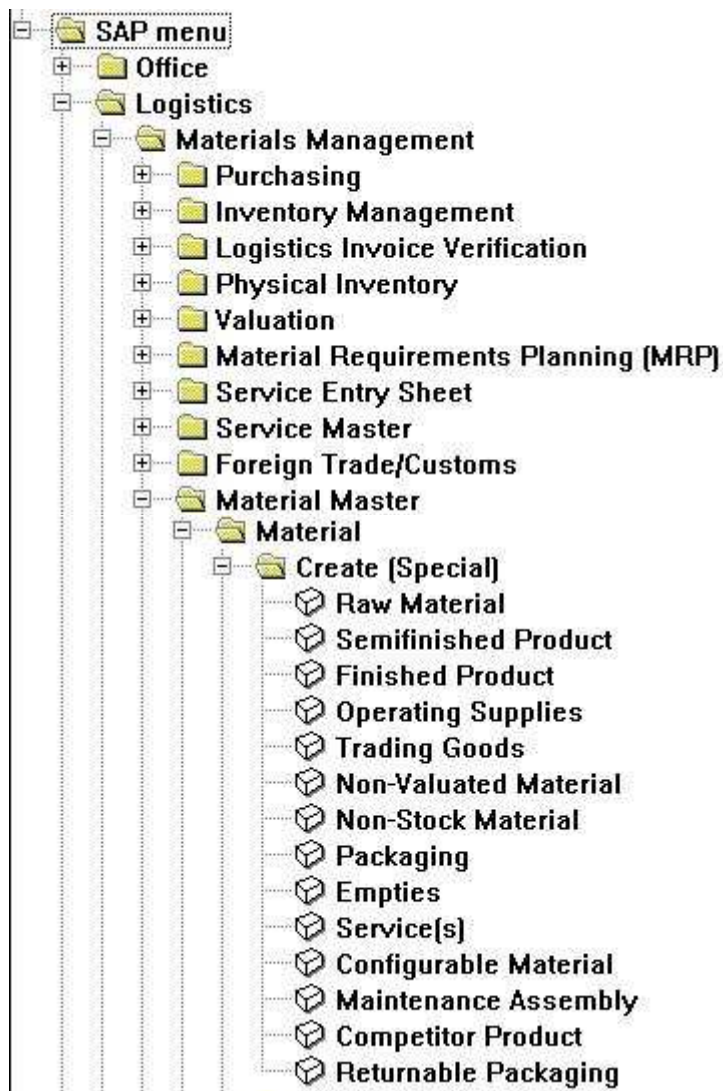 SAP menu
Office
Logistics
Materials Management
Purchasing
Inventory Management
Logistics Invoice Verification
Physical Inventory
Valuation
Material Requirements Planning (MRP)
Service Entry Sheet
Service Master
Foreign Trade/Customs
Material Master
Material
Create (Special)
Raw Material
Semifinished Product
Finished Product
Operating Supplies
Trading Goods
Non-Valuated Material
Non-Stock Material
Packaging
Empties
Service(s)
Configurable Material
Maintenance Assembly
Competitor Product
Returnable Packaging